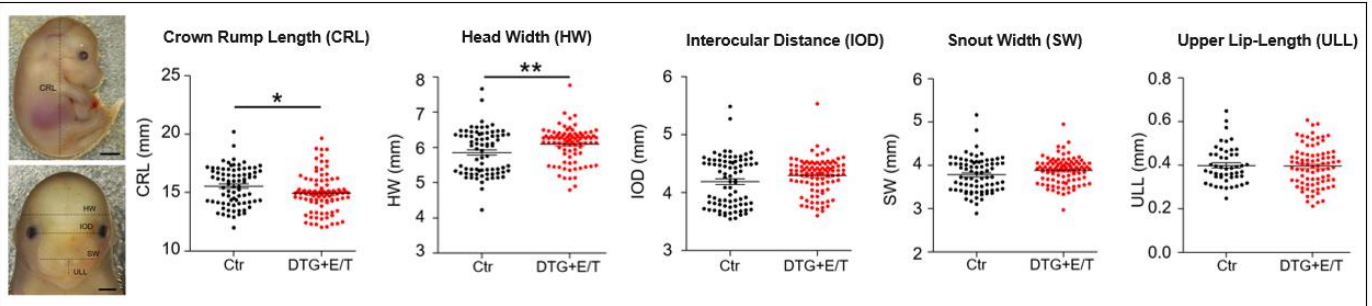 CRL
HW
IOD
SW
ULL
Crown Rump Length (CRL)
*
CRL (mm)
25
20
15
10
Ctr DTG+E/T
Head Width (HW)
**
HW (mm)
8
7
6
5
4
3
Ctr DTG+E/T
Interocular Distance (IOD)
IOD (mm)
6
5
4
3
Ctr DTG+E/T
Snout Width (SW)
SW (mm)
6
5
4
3
2
Ctr DTG+E/T
Upper Lip-Length (ULL)
ULL (mm)
0.8
0.6
0.4
0.2
0.0
Ctr DTG+E/T